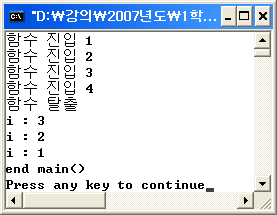 "D:₩강의₩2007년도₩1학...
함수 진입 1
함수 진입 2
함수 진입 3
함수 진입 4
함수 탈출
i : 3
i : 2
i : 1
end main()
Press any key to continue